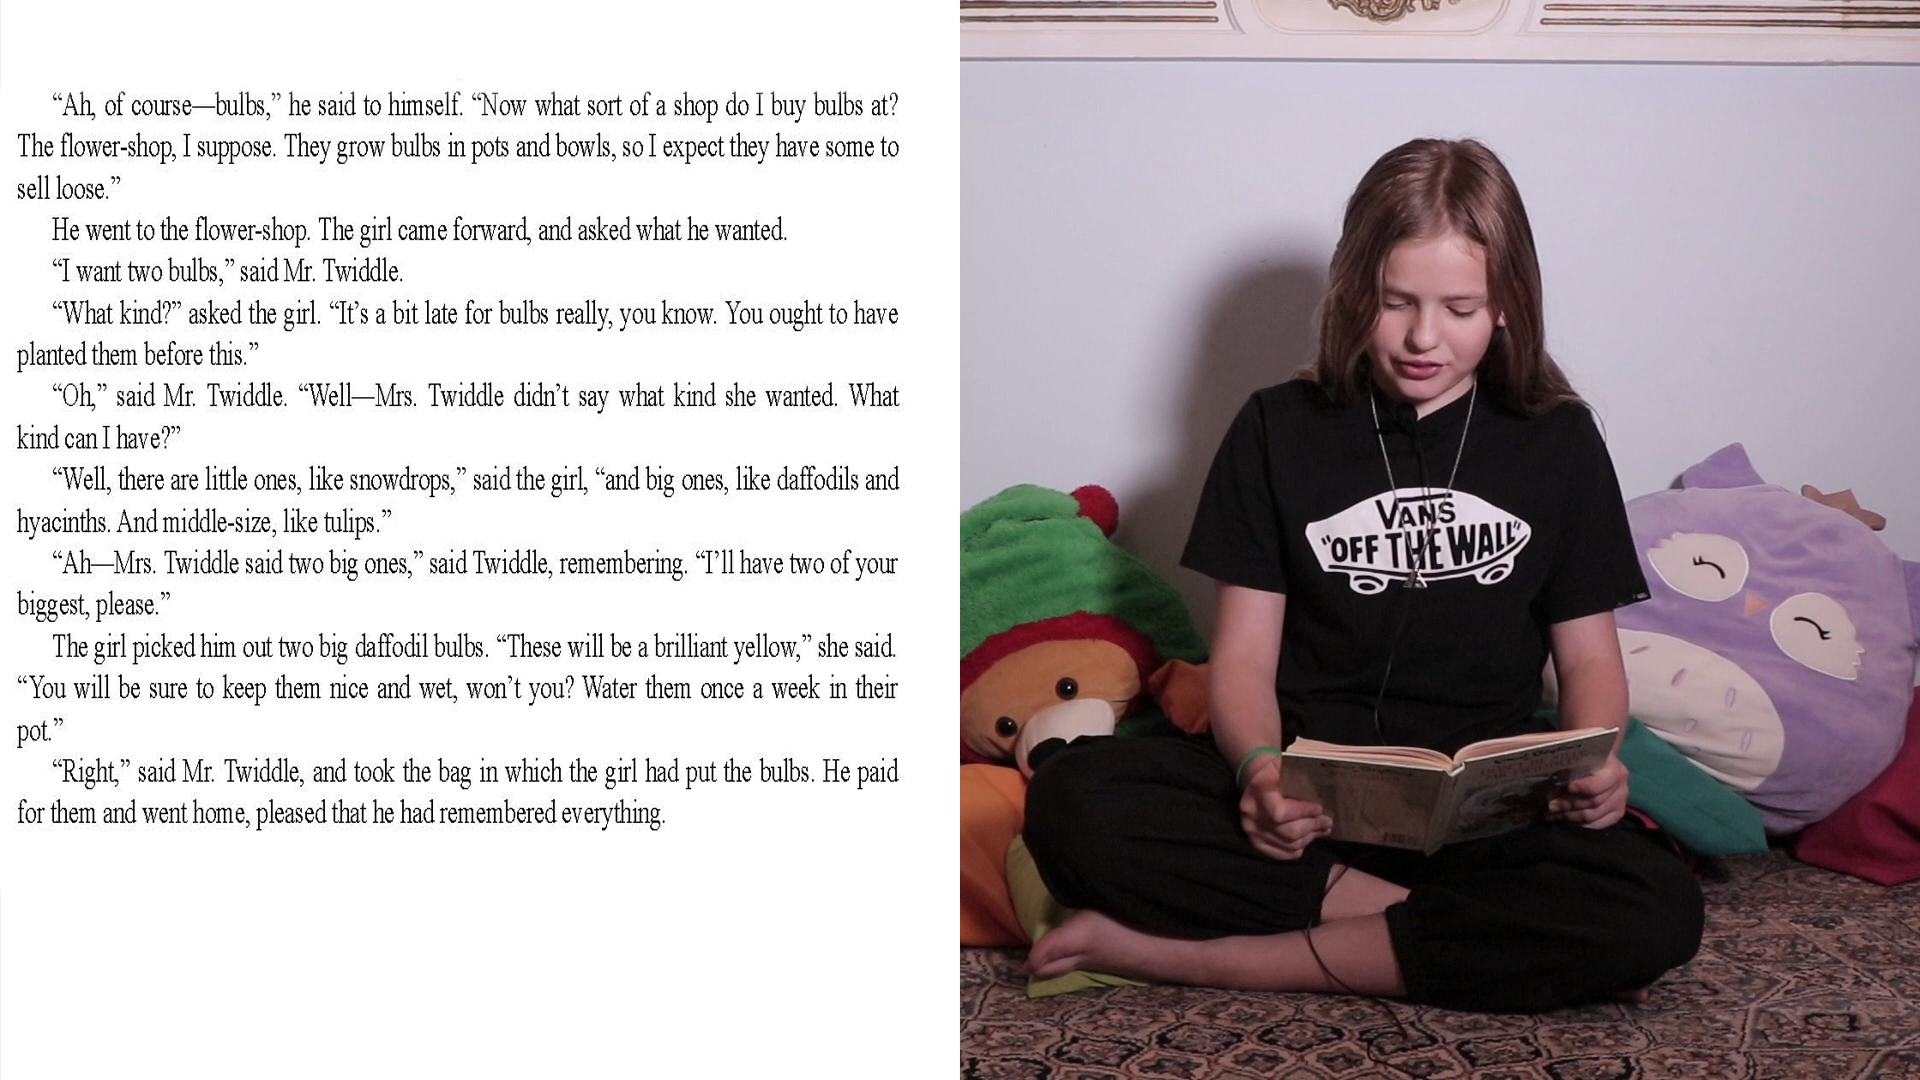 “Ah, of course—bulbs,” he said to himself. “Now what sort of a shop do I buy bulbs at?
The flower-shop, I suppose. They grow bulbs in pots and bowls, so I expect they have some to
sell loose.”
He went to the flower-shop. The girl came forward, and asked what he wanted.
“I want two bulbs,” said Mr. Twiddle.
“What kind?” asked the girl. “It’s a bit late for bulbs really, you know. You ought to have
planted them before this.”
“Oh,” said Mr. Twiddle. “Well—Mrs. Twiddle didn’t say what kind she wanted. What
kind can I have?”
“Well, there are little ones, like snowdrops,” said the girl, “and big ones, like daffodils and
hyacinths. And middle-size, like tulips.”
“Ah—Mrs. Twiddle said two big ones,” said Twiddle, remembering. “I’ll have two of your
biggest, please.”
The girl picked him out two big daffodil bulbs. “These will be a brilliant yellow,” she said.
“You will be sure to keep them nice and wet, won’t you? Water them once a week in their
pot.”
“Right,” said Mr. Twiddle, and took the bag in which the girl had put the bulbs. He paid
for them and went home, pleased that he had remembered everything.
VANS
"OFF THE WALL"